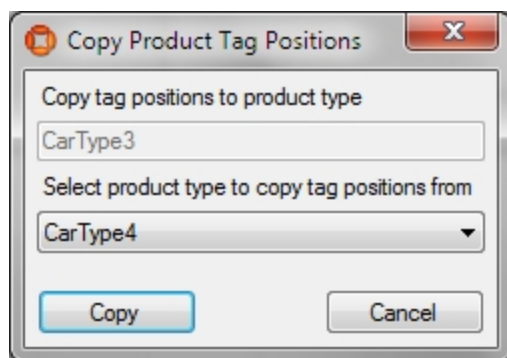 Copy Product Tag Positions
Copy tag positions to product type
CarType3
Select product type to copy tag positions from
CarType4
Copy Cancel